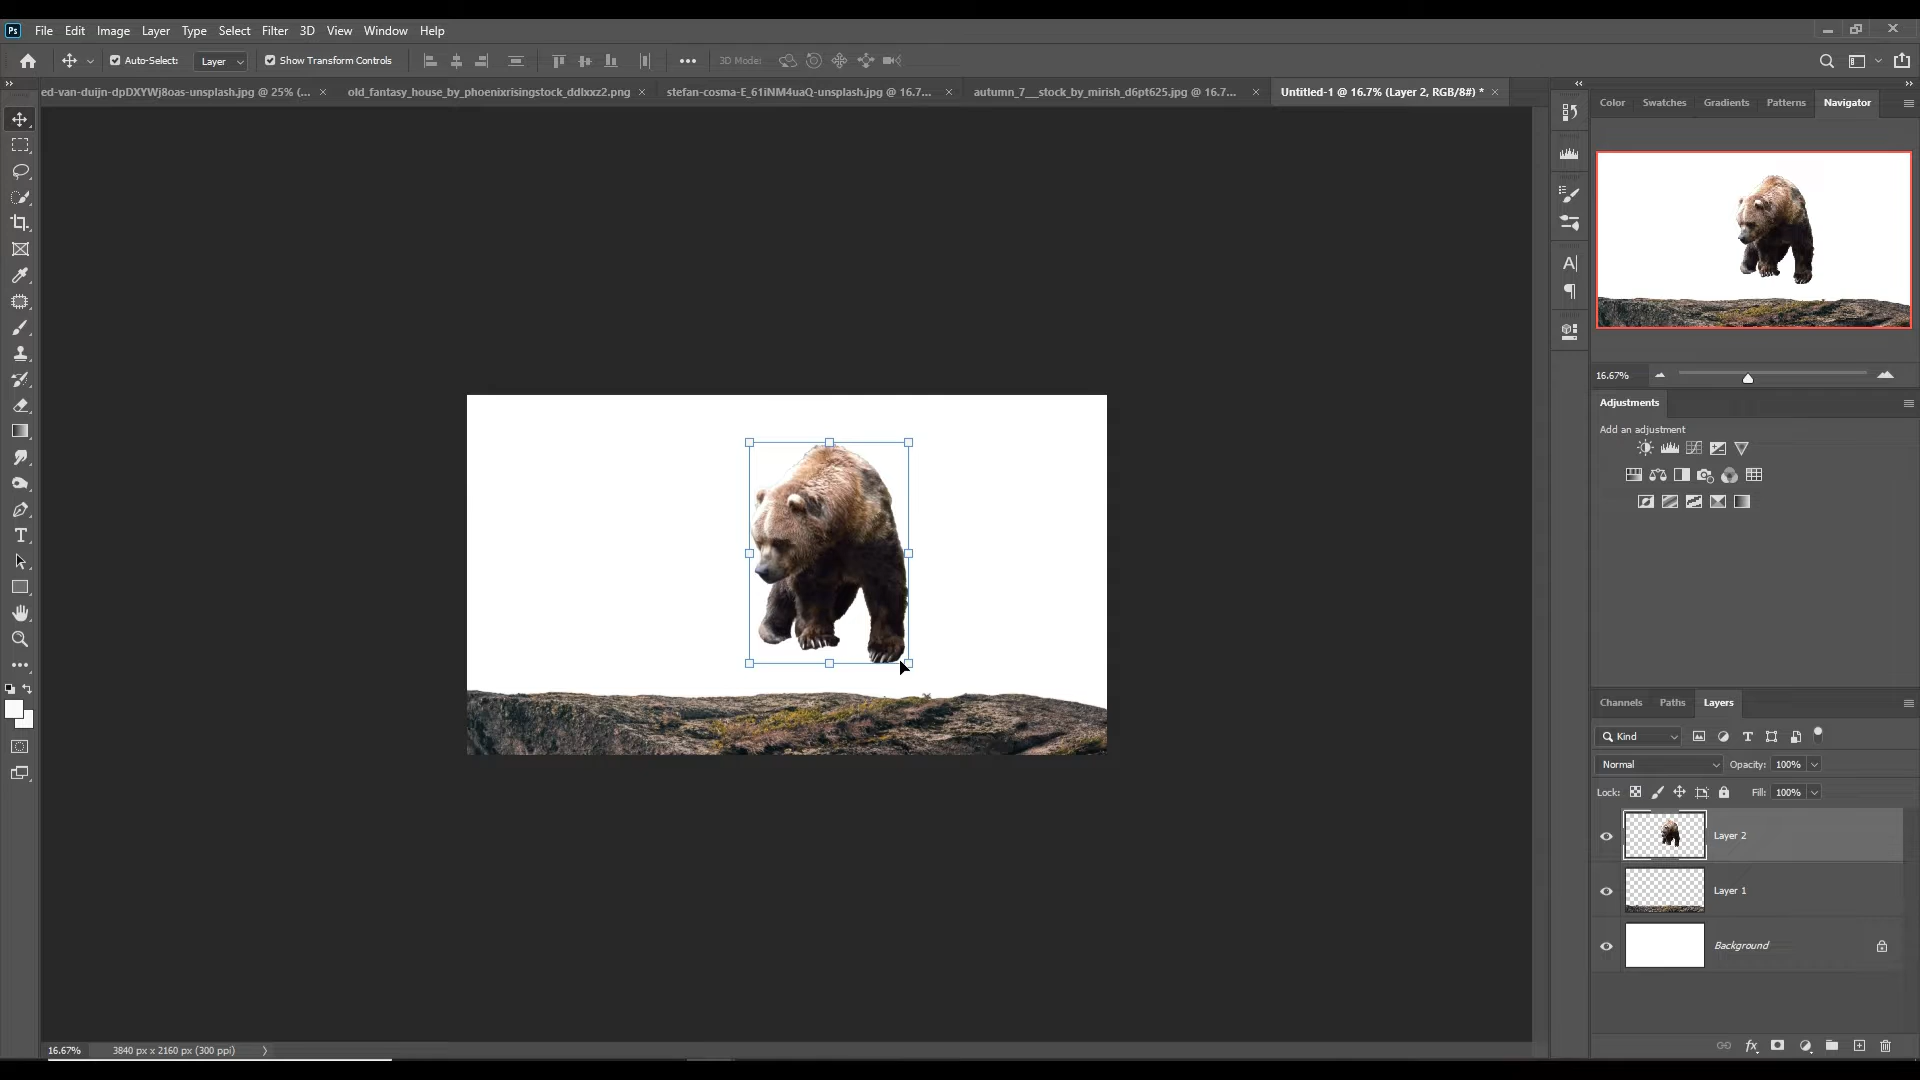 Ps File Edit Image Layer Type Select Filter 3D View Window Help
Auto-Select: Layer Show Transform Controls 3D Mode:
ed-van-duijn-dpDXYWj8oas-unsplash.jpg @ 25% (... old_fantasy_house_by_phoenixrisingstock_ddlxxz2.png stefan-cosma-E_61iNM4uaQ-unsplash.jpg @ 16.7... autumn_7__stock_by_mirish_d6pt625.jpg @ 16.7... Untitled-1 @ 16.7% (Layer 2, RGB/8#) *
Color Swatches Gradients Patterns Navigator
16.67%
Adjustments
Add an adjustment
Channels Paths Layers
Kind
Normal Opacity: 100%
Lock: Fill: 100%
Layer 2
Layer 1
Background
16.67% 3840 px x 2160 px (300 ppi)